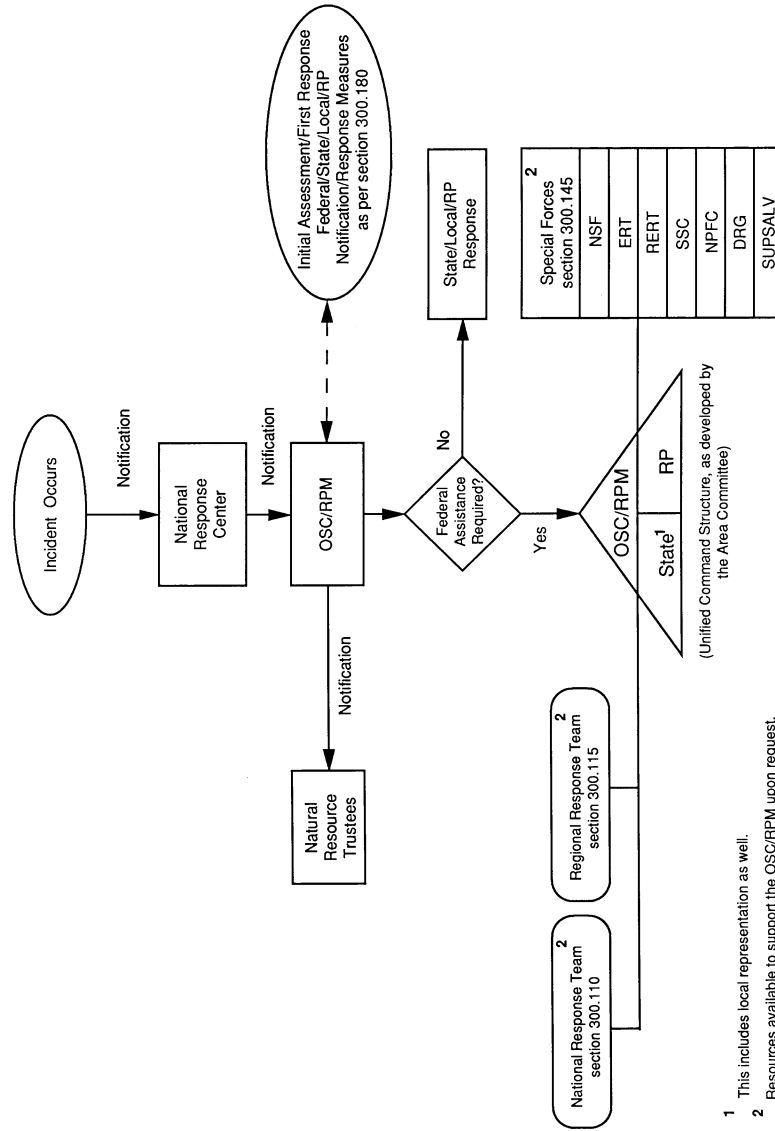 Incident Occurs
Notification
National
Response
Center
Notification
Initial Assessment/First Response
Federal/State/Local/RP
Notification/Response Measures
as per section 300.180
OSC/RPM
Notification
Natural
Resource
Trustees
Federal
Assistance
Required?
No
State/Local/RP
Response
Yes
OSC/RPM
State1
RP
(Unified Command Structure, as developed by
the Area Committee)
2
National Response Team
section 300.110
2
Regional Response Team
section 300.115
2
Special Forces
section 300.145
NSF
ERT
RERT
SSC
NPFC
DRG
SUPSALV
1 This includes local representation as well.
2 Resources available to support the OSC/RPM upon request.